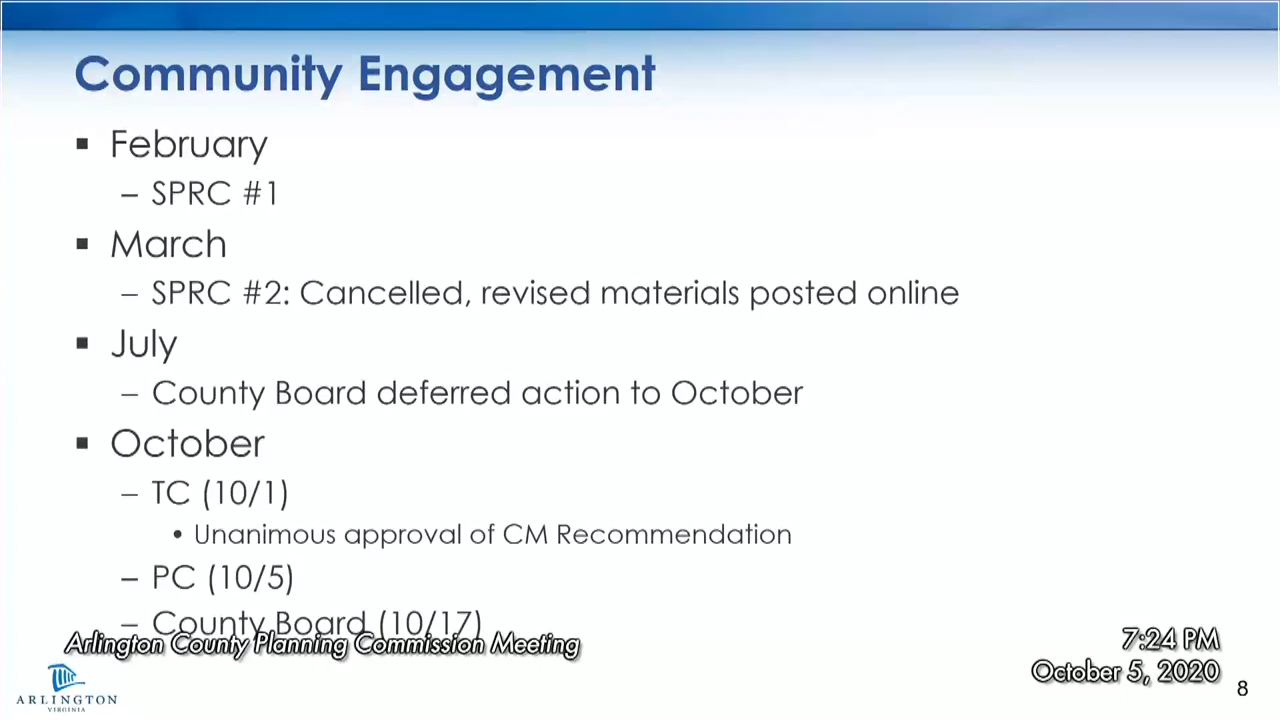 Community Engagement
▪ February
– SPRC #1
▪ March
– SPRC #2: Cancelled, revised materials posted online
▪ July
– County Board deferred action to October
▪ October
– TC (10/1)
• Unanimous approval of CM Recommendation
– PC (10/5)
– County Board (10/17)
Arlington County Planning Commission Meeting
7:24 PM
October 5, 2020
8
ARLINGTON
VIRGINIA